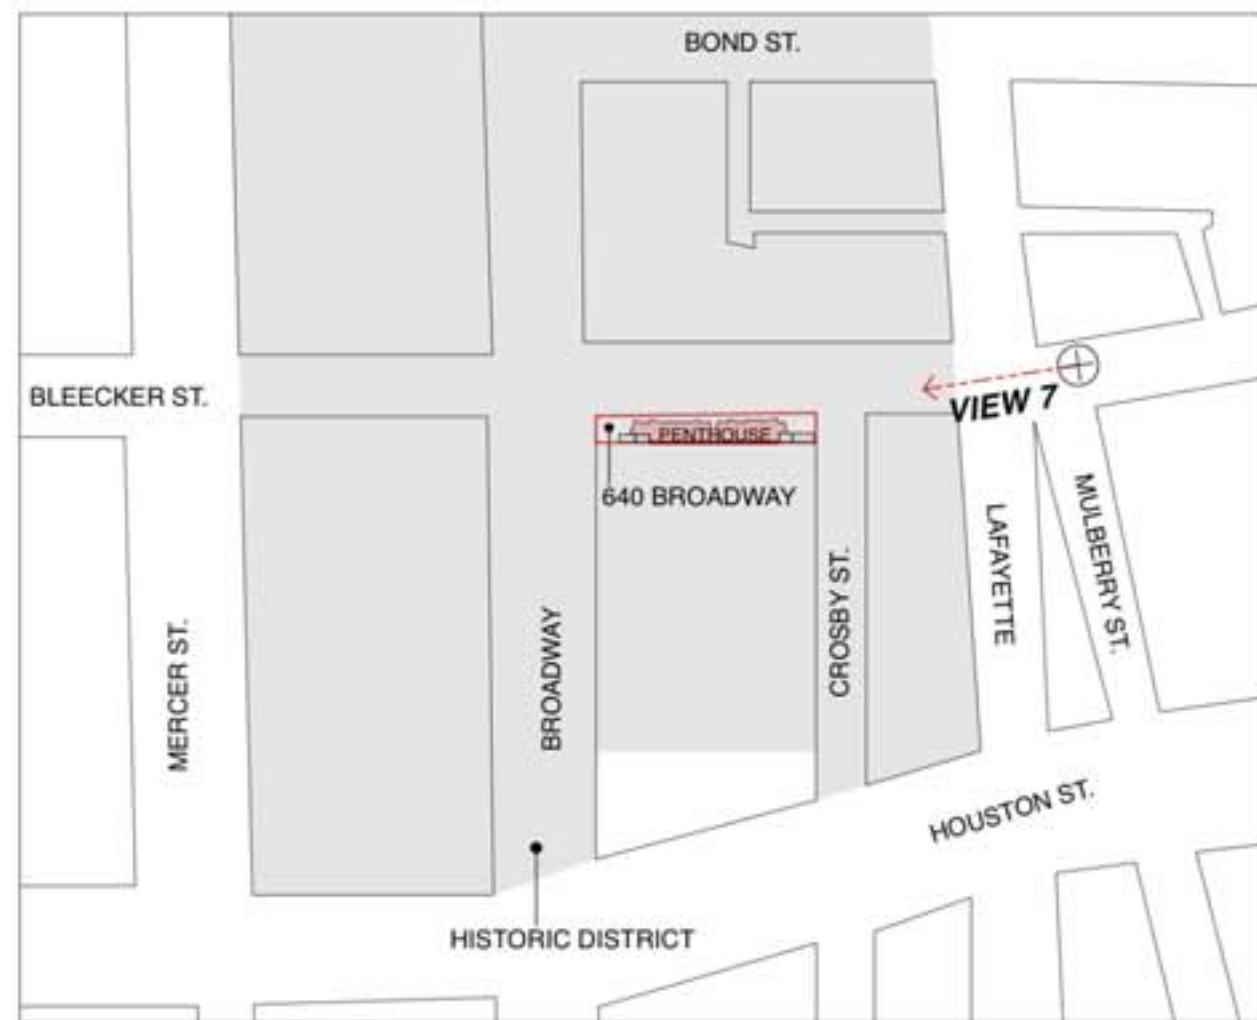 BOND ST.
BLEECKER ST.
VIEW 7
PENTHOUSE
640 BROADWAY
MERCER ST.
BROADWAY
CROSBY ST.
LAFAYETTE
MULBERRY ST.
HOUSTON ST.
HISTORIC DISTRICT